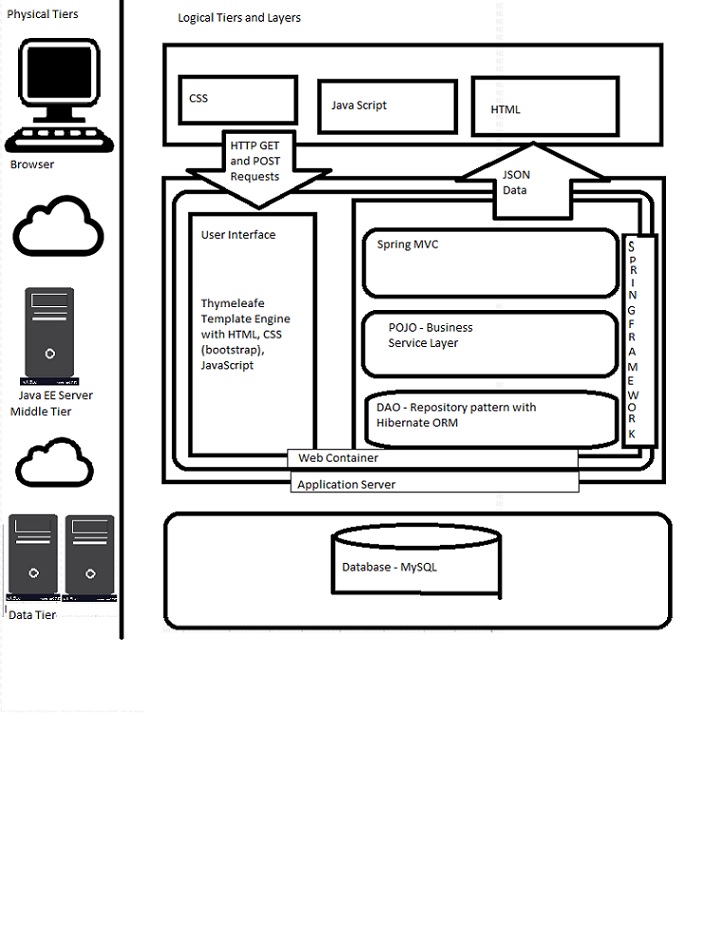 Physical Tiers
Logical Tiers and Layers
CSS
Java Script
HTML
HTTP GET
and POST
Requests
JSON
Data
Browser
User Interface
Thymeleafe
Template Engine
with HTML, CSS
(bootstrap),
JavaScript
Spring MVC
POJO - Business
Service Layer
DAO - Repository pattern with
Hibernate ORM
SPRINGFRAMEWORK
Java EE Server
Middle Tier
Web Container
Application Server
Database - MySQL
Data Tier